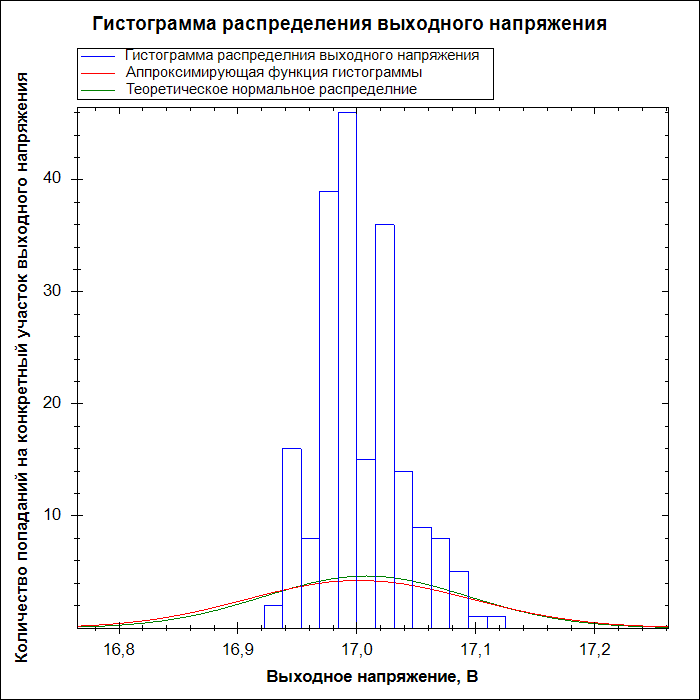 Гистограмма распределения выходного напряжения
Гистограмма распределния выходного напряжения
Аппроксимирующая функция гистограммы
Теоретическое нормальное распределние
Количество попаданий на конкретный участок выходного напряжения
40
30
20
10
16,8 16,9 17,0 17,1 17,2
Выходное напряжение, В